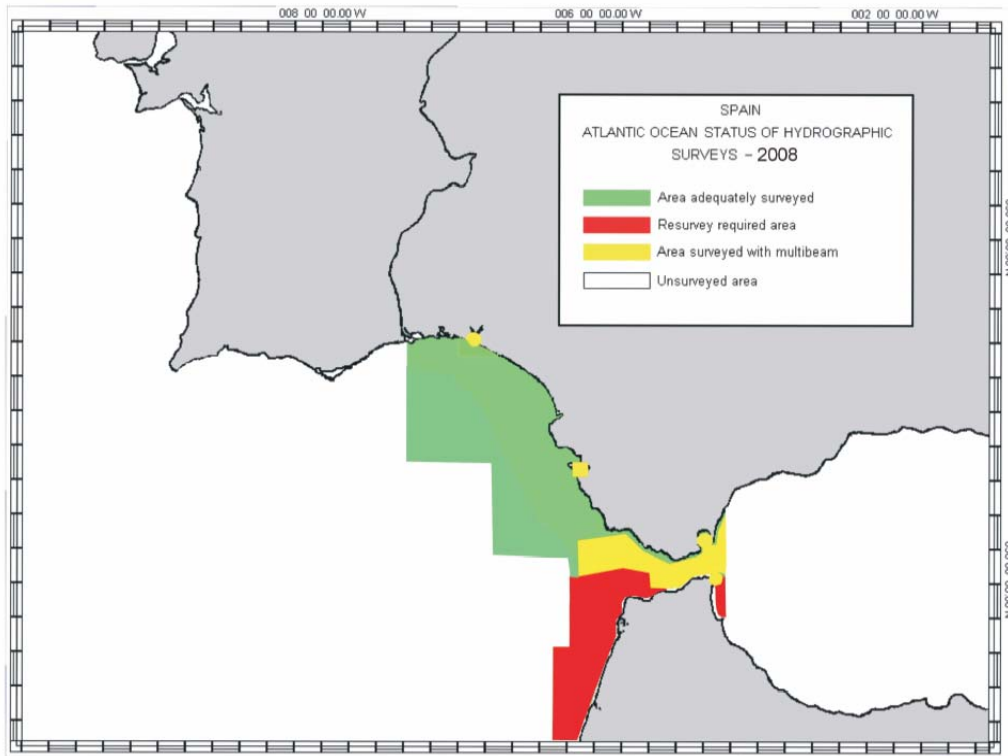 008 00 00.00 W 006 00 00.00 W 002 00 00.00 W
SPAIN
ATLANTIC OCEAN STATUS OF HYDROGRAPHIC
SURVEYS - 2008
Area adequately surveyed
Resurvey required area
Area surveyed with multibeam
Unsurveyed area